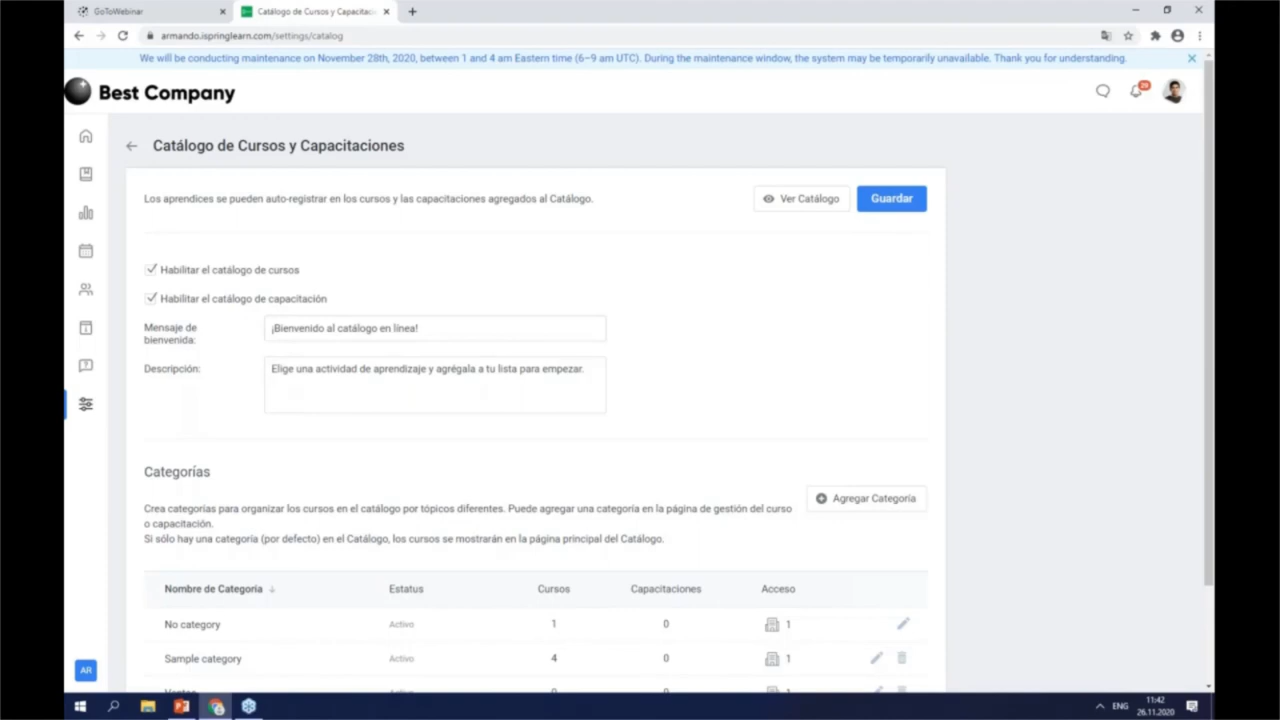 GoToWebinar
Catálogo de Cursos y Capacitaci
armando.ispringlearn.com/settings/catalog
We will be conducting maintenance on November 28th, 2020, between 1 and 4 am Eastern time (6–9 am UTC). During the maintenance window, the system may be temporarily unavailable. Thank you for understanding.
Best Company
Catálogo de Cursos y Capacitaciones
Los aprendices se pueden auto-registrar en los cursos y las capacitaciones agregados al Catálogo.
Ver Catálogo
Guardar
Habilitar el catálogo de cursos
Habilitar el catálogo de capacitación
Mensaje de
bienvenida:
¡Bienvenido al catálogo en línea!
Descripción:
Elige una actividad de aprendizaje y agrégala a tu lista para empezar.
Categorías
Agregar Categoría
Crea categorías para organizar los cursos en el catálogo por tópicos diferentes. Puede agregar una categoría en la página de gestión del curso
o capacitación.
Si sólo hay una categoría (por defecto) en el Catálogo, los cursos se mostrarán en la página principal del Catálogo.
Nombre de Categoría Estatus Cursos Capacitaciones Acceso
No category Activo 1 0 1
Sample category Activo 4 0 1
AR
ENG
11:42
26.11.2020